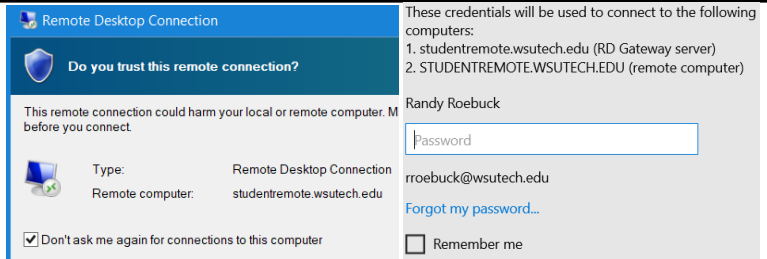 Remote Desktop Connection
Do you trust this remote connection?
This remote connection could harm your local or remote computer. M
before you connect.
Type: Remote Desktop Connection
Remote computer: studentremote.wsutech.edu
Don't ask me again for connections to this computer
These credentials will be used to connect to the following
computers:
1. studentremote.wsutech.edu (RD Gateway server)
2. STUDENTREMOTE.WSUTECH.EDU (remote computer)
Randy Roebuck
Password
rroebuck@wsutech.edu
Forgot my password...
Remember me